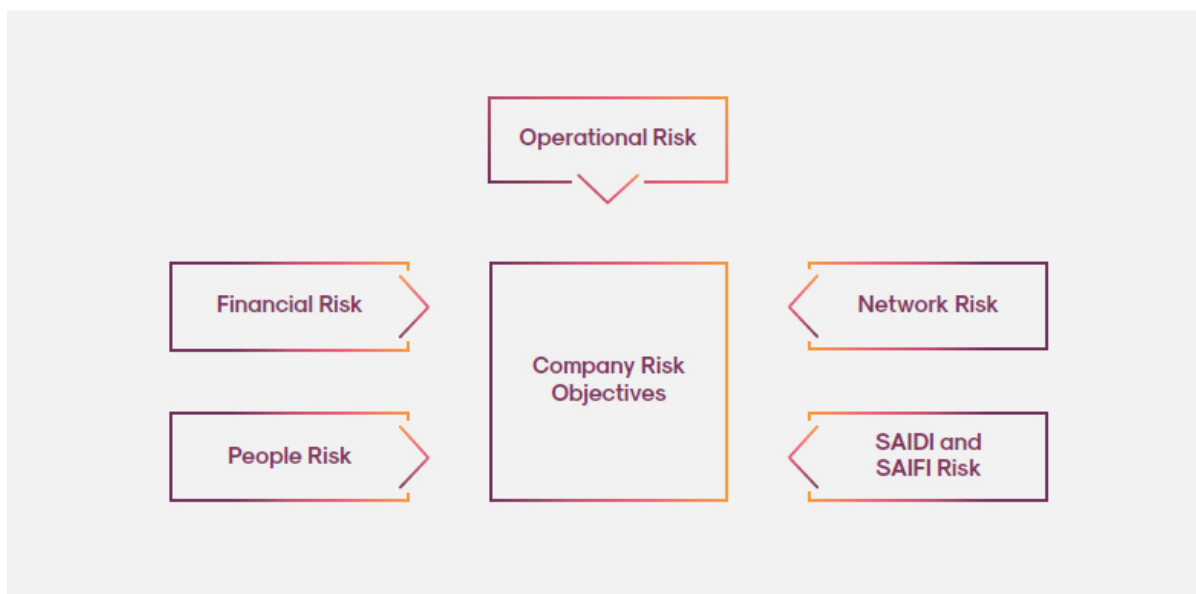 Operational Risk
Financial Risk
Network Risk
Company Risk
Objectives
People Risk
SAIDI and
SAIFI Risk